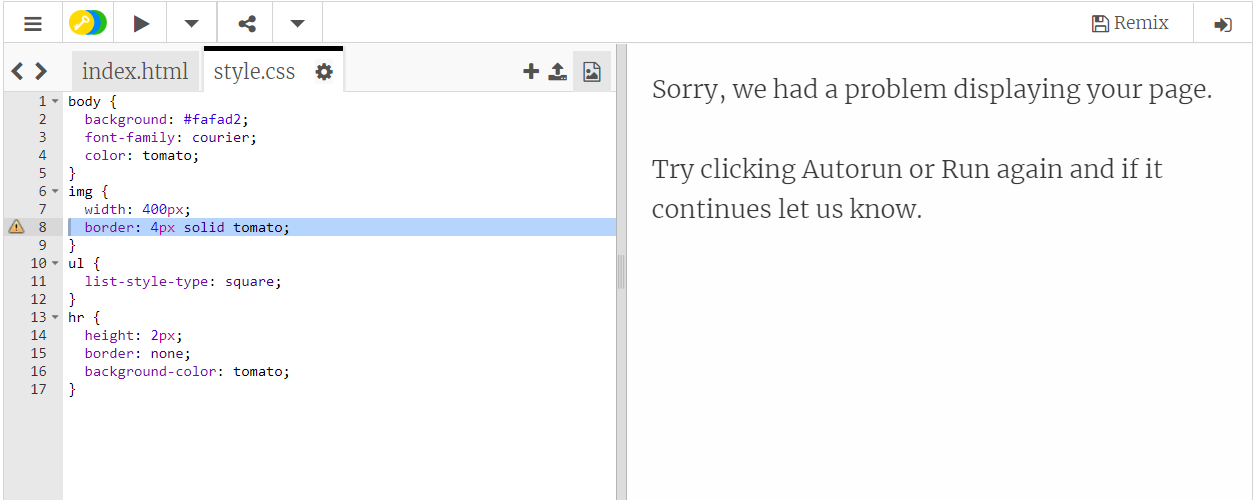 Remix
index.html
style.css
1 body {
2 background: #fafad2;
3 font-family: courier;
4 color: tomato;
5 }
6 img {
7 width: 400px;
8 border: 4px solid tomato;
9 }
10 ul {
11 list-style-type: square;
12 }
13 hr {
14 height: 2px;
15 border: none;
16 background-color: tomato;
17 }
Sorry, we had a problem displaying your page.
Try clicking Autorun or Run again and if it
continues let us know.